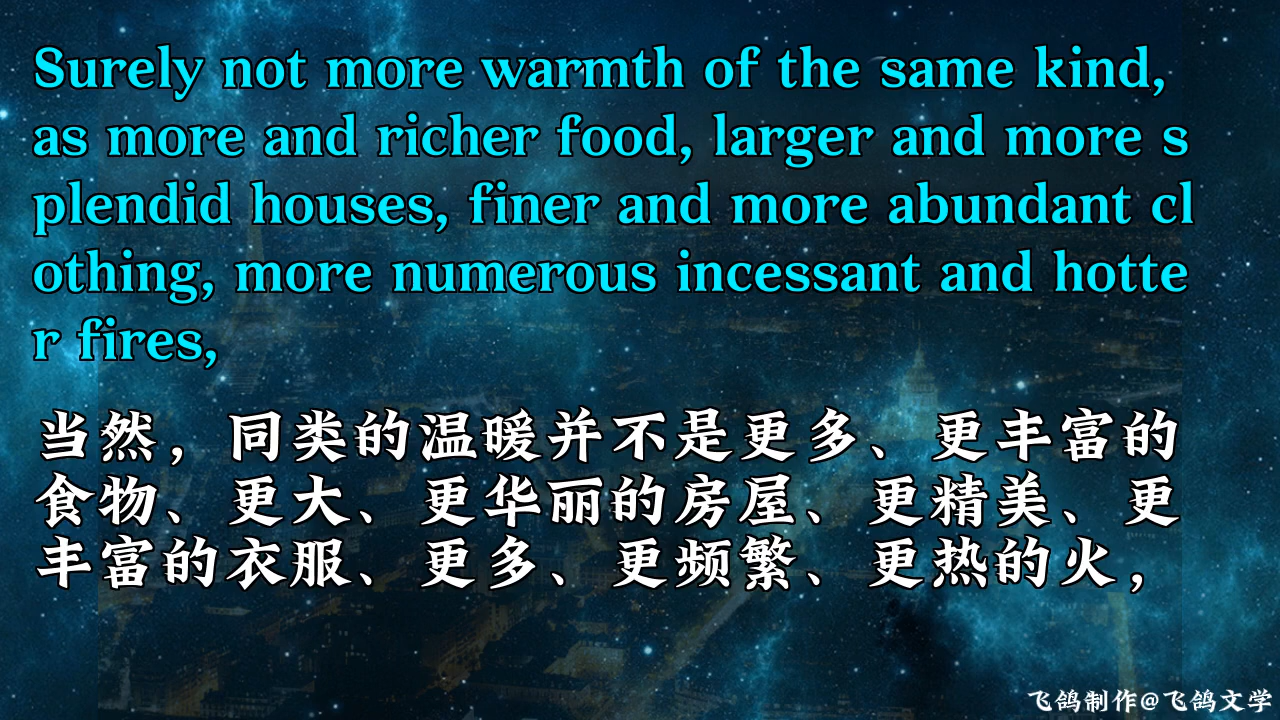 Surely not more warmth of the same kind,
as more and richer food, larger and more s
plendid houses, finer and more abundant cl
othing, more numerous incessant and hotte
r fires,
当然，同类的温暖并不是更多、更丰富的
食物、更大、更华丽的房屋、更精美、更
丰富的衣服、更多、更频繁、更热的火，
飞鸽制作@飞鸽文学